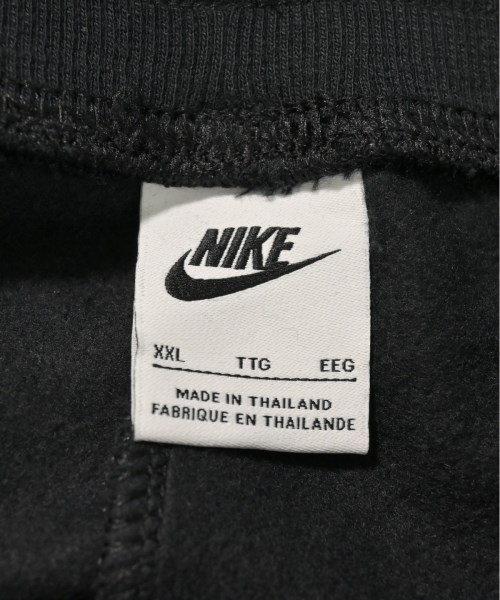 NIKE
XXL TTG EEG
MADE IN THAILAND
FABRIQUE EN THAILANDE